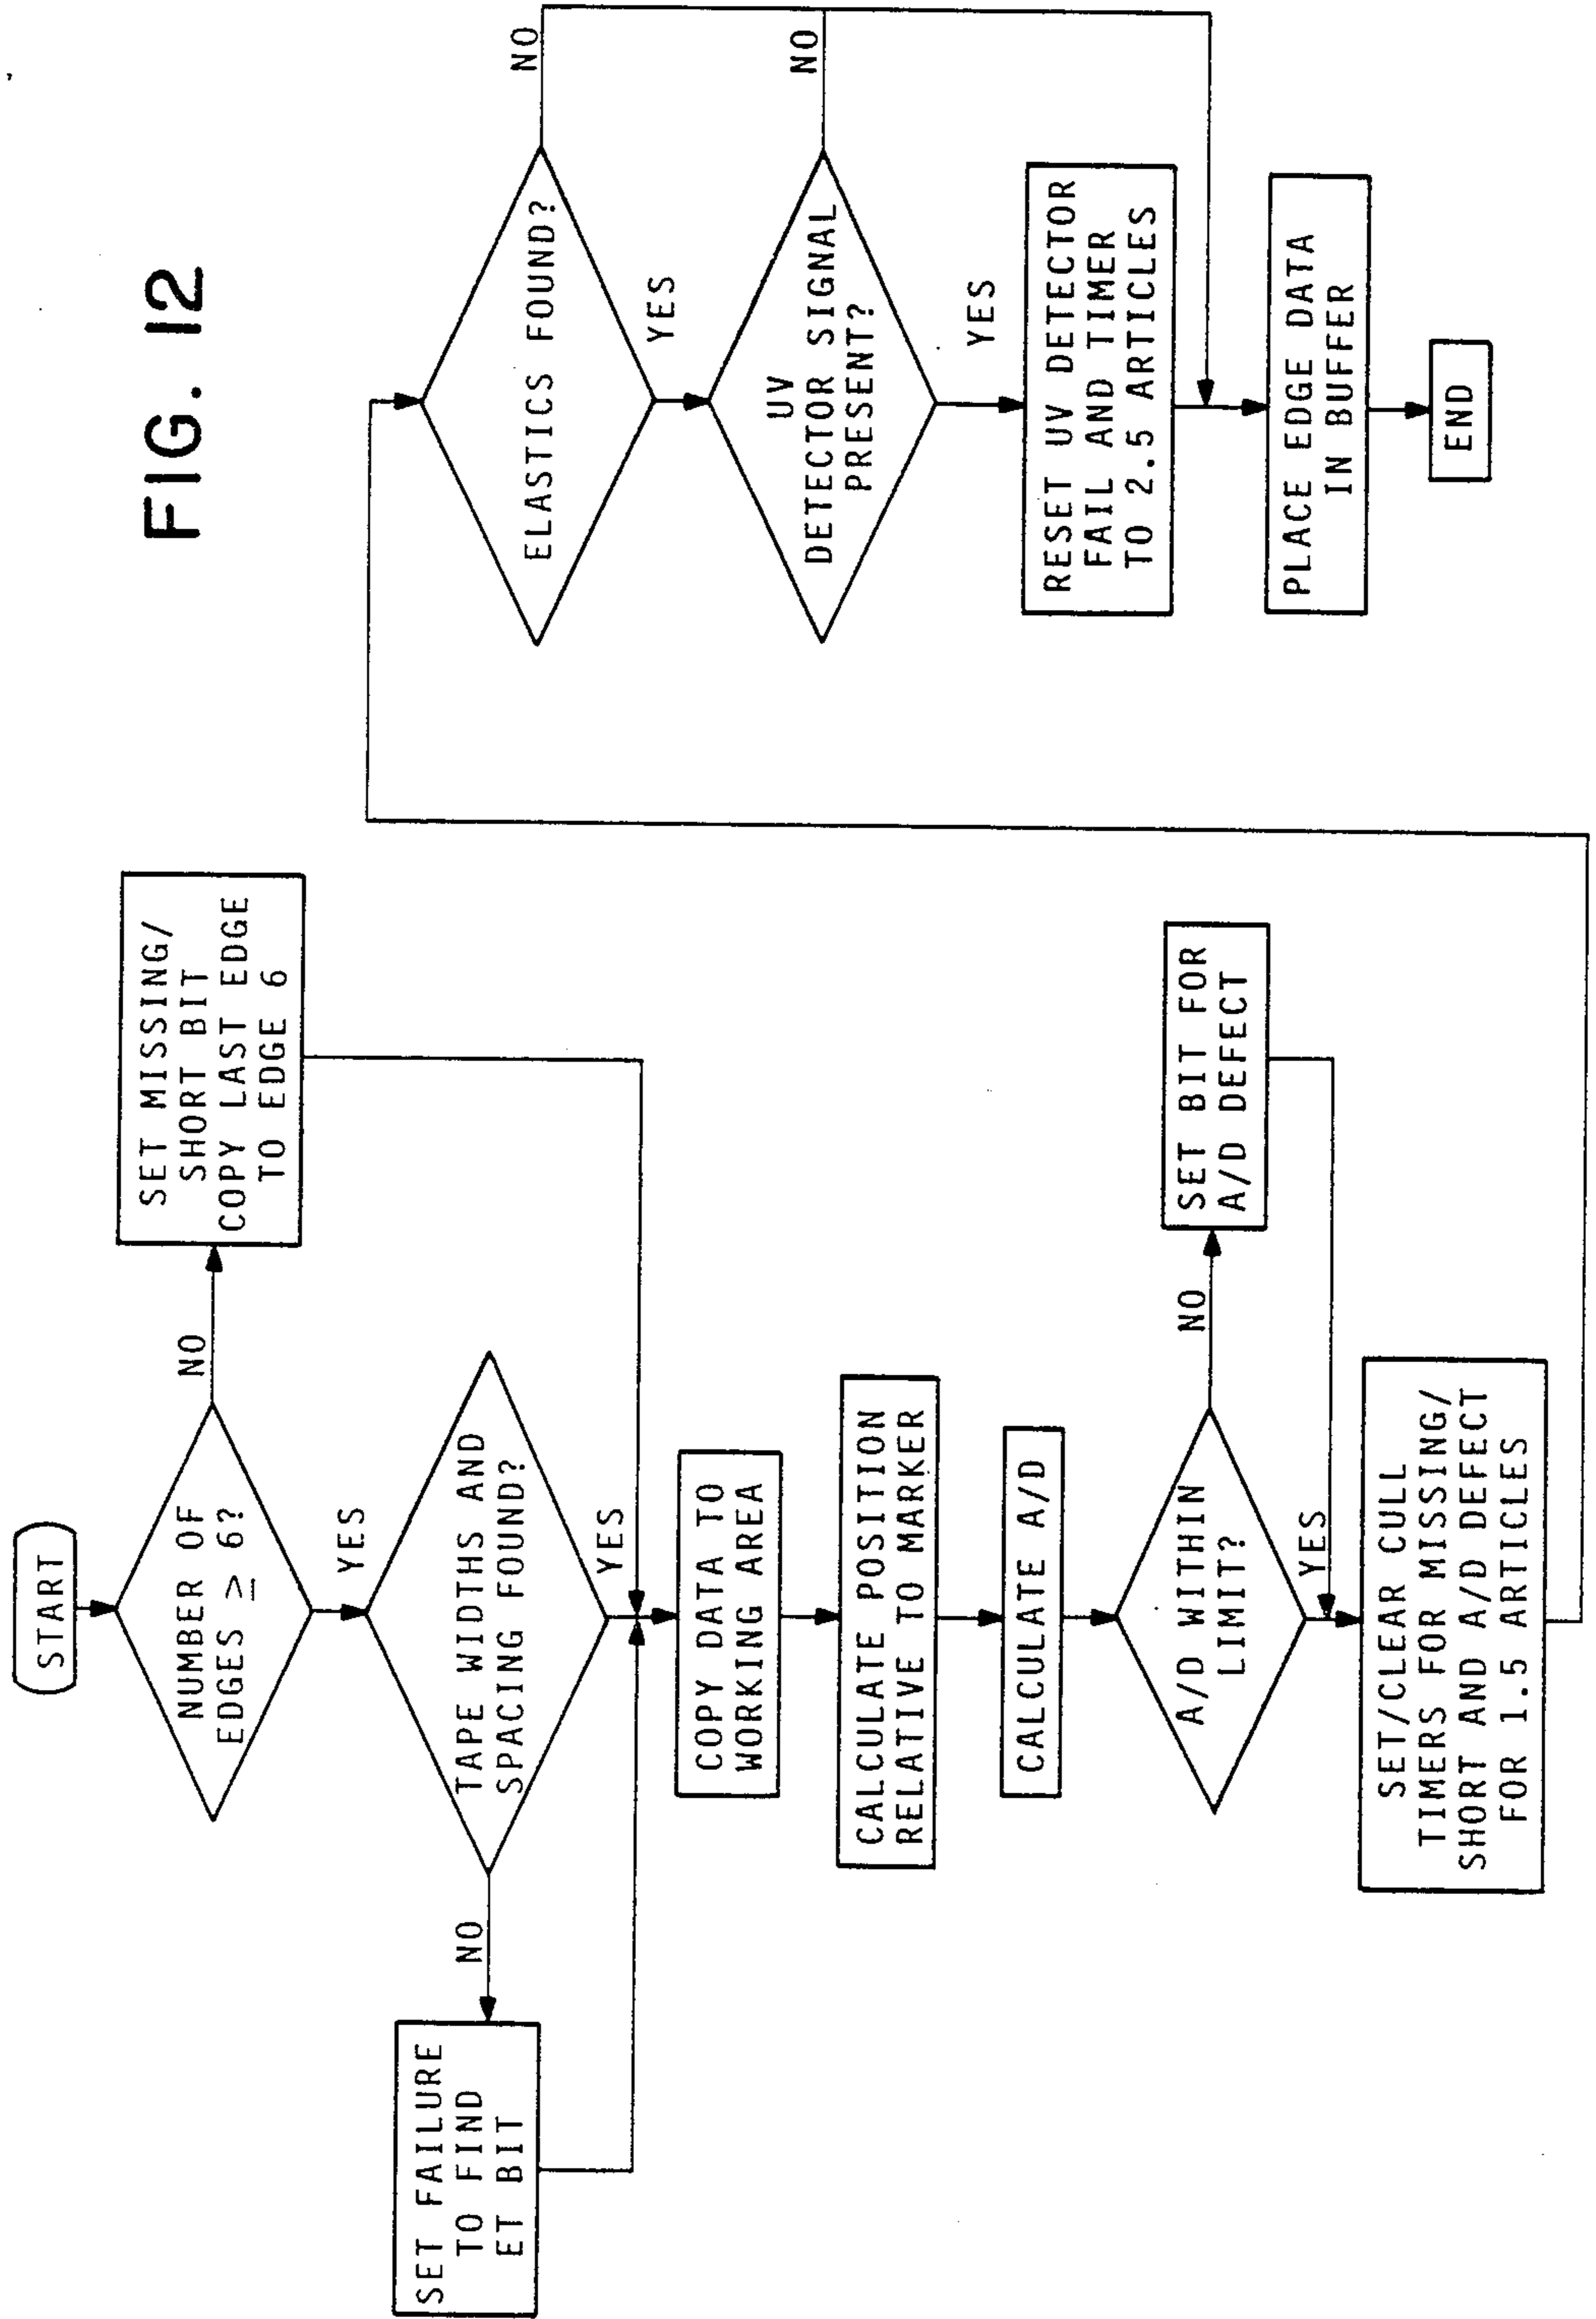 FIG. 12
START
NUMBER OF
EDGES ≥ 6?
NO
SET MISSING/
SHORT BIT
COPY LAST EDGE
TO EDGE 6
YES
TAPE WIDTHS AND
SPACING FOUND?
NO
SET FAILURE
TO FIND
ET BIT
YES
COPY DATA TO
WORKING AREA
CALCULATE POSITION
RELATIVE TO MARKER
CALCULATE A/D
A/D WITHIN
LIMIT?
NO
SET BIT FOR
A/D DEFECT
YES
SET/CLEAR CULL
TIMERS FOR MISSING/
SHORT AND A/D DEFECT
FOR 1.5 ARTICLES
ELASTICS FOUND?
NO
YES
UV
DETECTOR SIGNAL
PRESENT?
NO
YES
RESET UV DETECTOR
FAIL AND TIMER
TO 2.5 ARTICLES
PLACE EDGE DATA
IN BUFFER
END